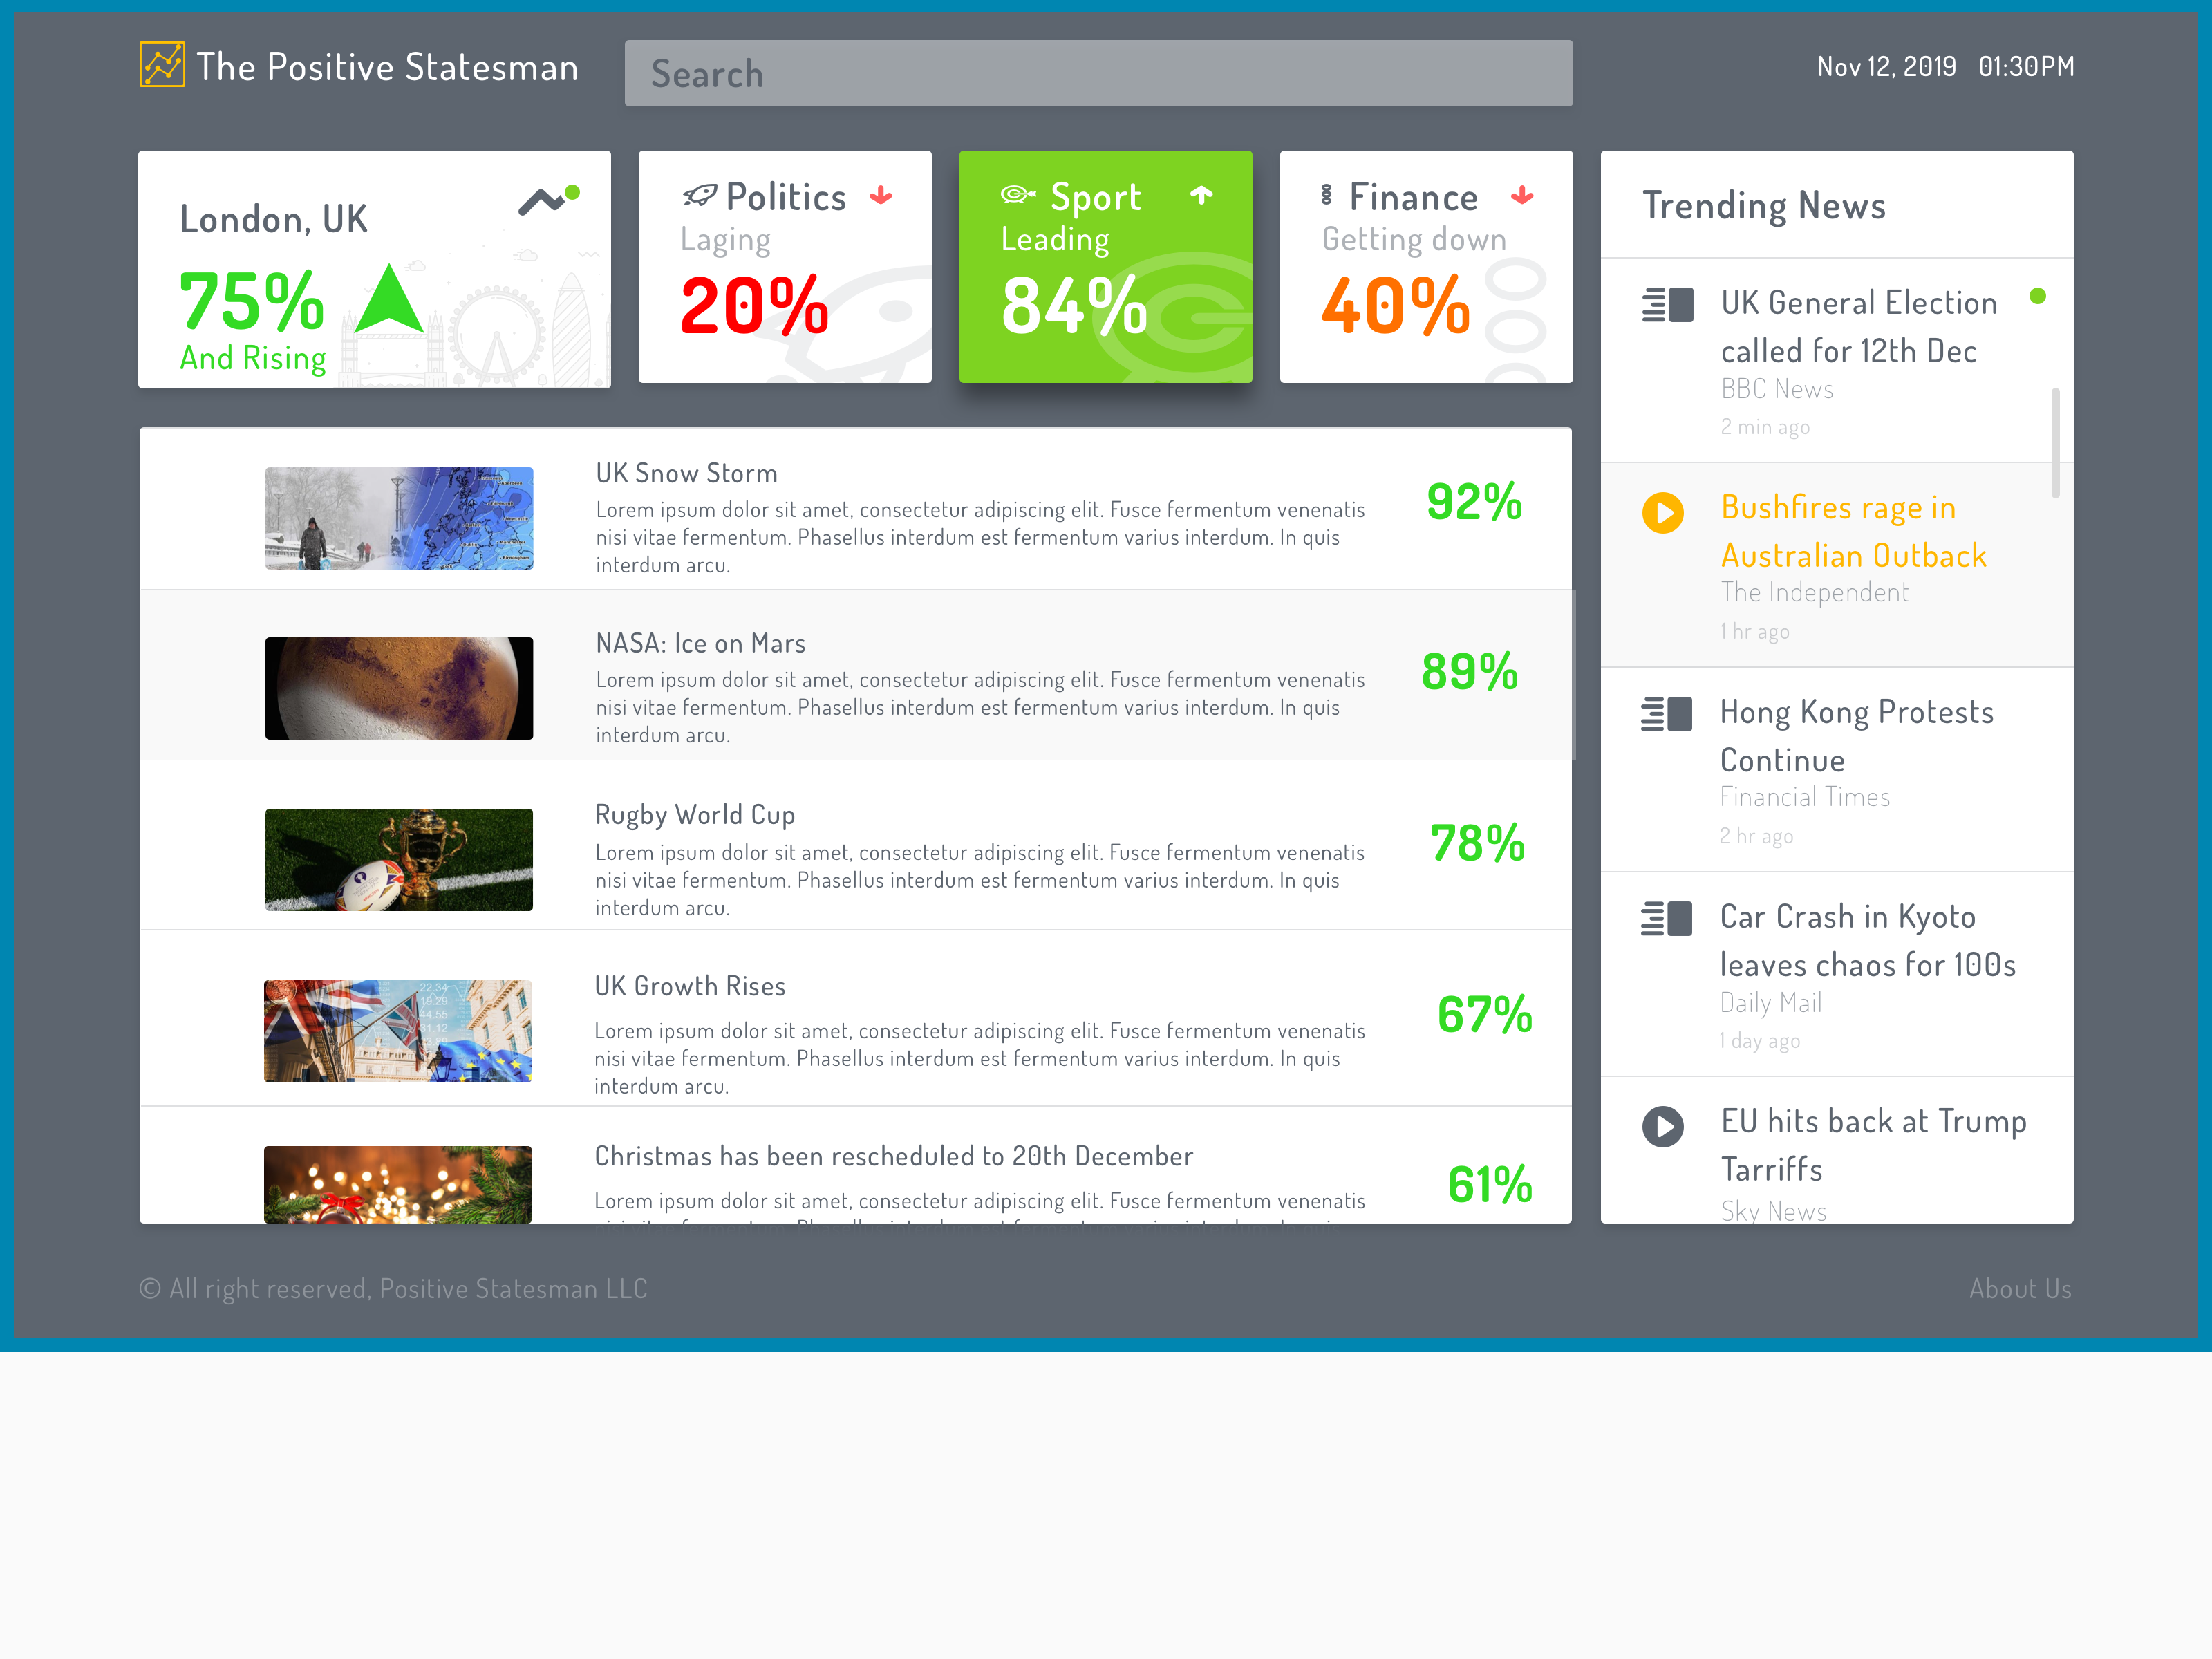 The Positive Statesman
Search
Nov 12, 2019 01:30PM
London, UK
75%
And Rising
Politics
Laging
20%
Sport
Leading
84%
Finance
Getting down
40%
UK Snow Storm
Lorem ipsum dolor sit amet, consectetur adipiscing elit. Fusce fermentum venenatis
nisi vitae fermentum. Phasellus interdum est fermentum varius interdum. In quis
interdum arcu.
92%
NASA: Ice on Mars
Lorem ipsum dolor sit amet, consectetur adipiscing elit. Fusce fermentum venenatis
nisi vitae fermentum. Phasellus interdum est fermentum varius interdum. In quis
interdum arcu.
89%
Rugby World Cup
Lorem ipsum dolor sit amet, consectetur adipiscing elit. Fusce fermentum venenatis
nisi vitae fermentum. Phasellus interdum est fermentum varius interdum. In quis
interdum arcu.
78%
UK Growth Rises
Lorem ipsum dolor sit amet, consectetur adipiscing elit. Fusce fermentum venenatis
nisi vitae fermentum. Phasellus interdum est fermentum varius interdum. In quis
interdum arcu.
67%
22.34
19.29
44.55
31.12
Christmas has been rescheduled to 20th December
Lorem ipsum dolor sit amet, consectetur adipiscing elit. Fusce fermentum venenatis
61%
Trending News
UK General Election
called for 12th Dec
BBC News
2 min ago
Bushfires rage in
Australian Outback
The Independent
1 hr ago
Hong Kong Protests
Continue
Financial Times
2 hr ago
Car Crash in Kyoto
leaves chaos for 100s
Daily Mail
1 day ago
EU hits back at Trump
Tarriffs
Sky News
© All right reserved, Positive Statesman LLC
About Us